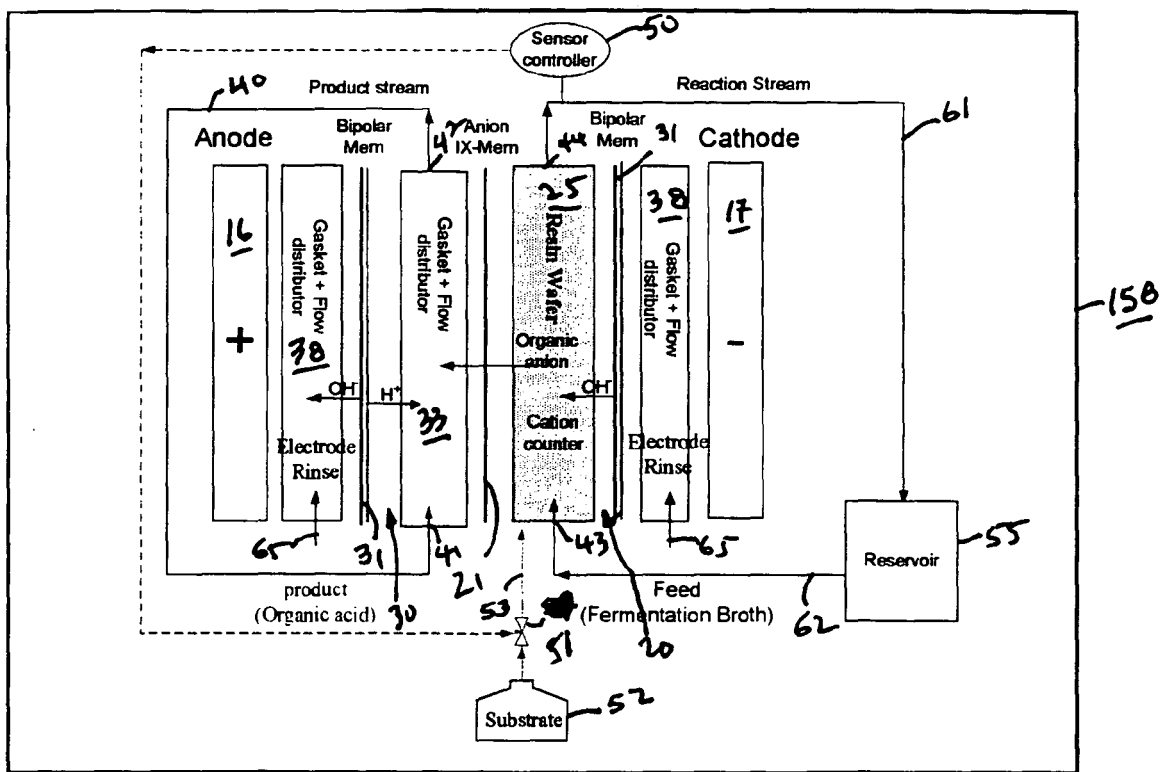 50
Sensor
controller
40
Product stream
Reaction Stream
61
Anode
Bipolar
Mem
42
Anion
IX-Mem
44
Bipolar
Mem
31
Cathode
16
+
Gasket + Flow
distributor
38
Gasket + Flow
distributor
33
25
Resin Wafer
Organic
anion
Cation
counter
38
Gasket + Flow
distributor
17
-
158
OH-
H+
OH-
Electrode
Rinse
Electrode
Rinse
65
31
41
21
43
65
Reservoir
55
product
(Organic acid)
30
53
51
Feed
(Fermentation Broth)
20
62
Substrate
52